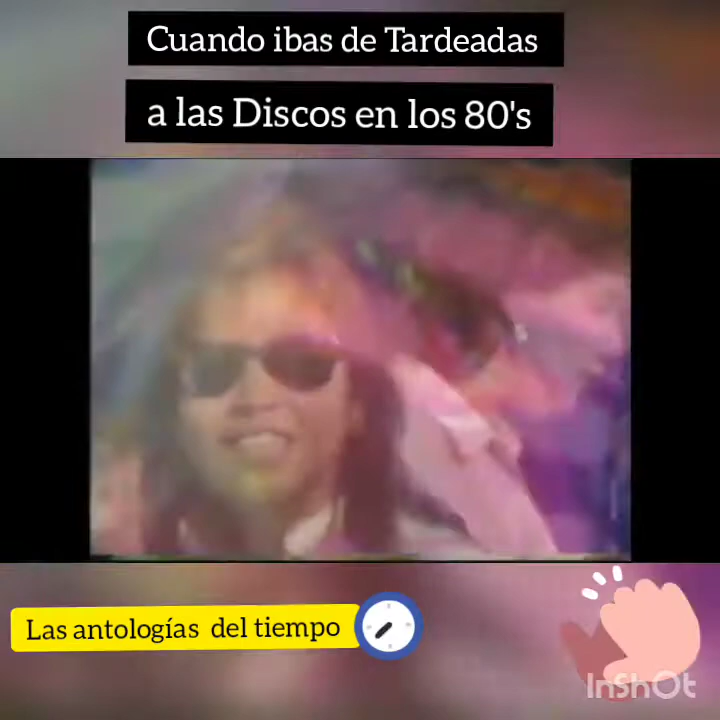 Cuando ibas de Tardeadas
a las Discos en los 80's
Las antologías del tiempo
InShOt